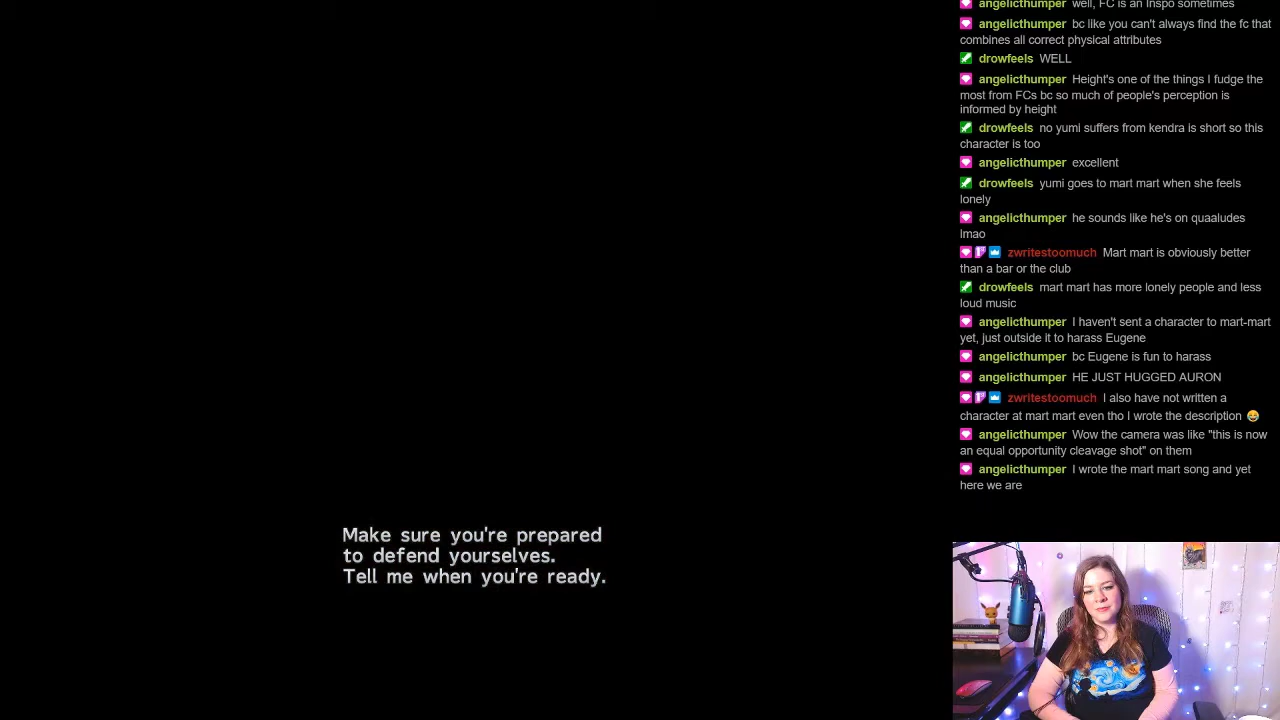 angelicthumper well, FC is an Inspo sometimes
angelicthumper bc like you can't always find the fc that
combines all correct physical attributes
drowfeels WELL
angelicthumper Height's one of the things I fudge the
most from FCs bc so much of people's perception is
informed by height
drowfeels no yumi suffers from kendra is short so this
character is too
angelicthumper excellent
drowfeels yumi goes to mart mart when she feels
lonely
angelicthumper he sounds like he's on quaaludes
lmao
zwritestoomuch Mart mart is obviously better
than a bar or the club
drowfeels mart mart has more lonely people and less
loud music
angelicthumper I haven't sent a character to mart-mart
yet, just outside it to harass Eugene
angelicthumper bc Eugene is fun to harass
angelicthumper HE JUST HUGGED AURON
zwritestoomuch I also have not written a
character at mart mart even tho I wrote the description 😂
angelicthumper Wow the camera was like "this is now
an equal opportunity cleavage shot" on them
angelicthumper I wrote the mart mart song and yet
here we are
Make sure you're prepared
to defend yourselves.
Tell me when you're ready.